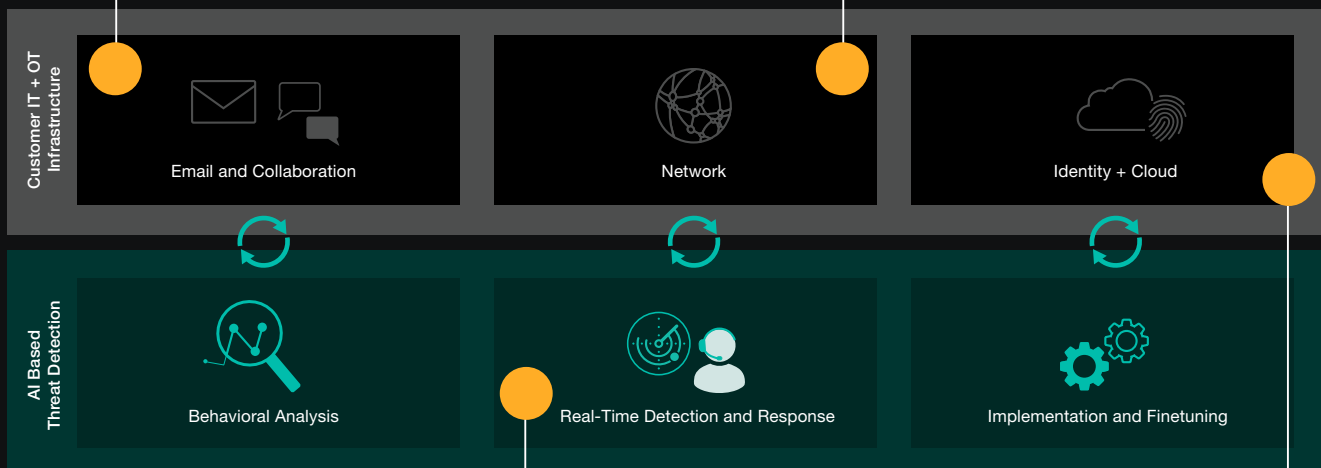 Customer IT + OT
Infrastructure
Email and Collaboration
Network
Identity + Cloud
AI Based
Threat Detection
Behavioral Analysis
Real-Time Detection and Response
Implementation and Finetuning